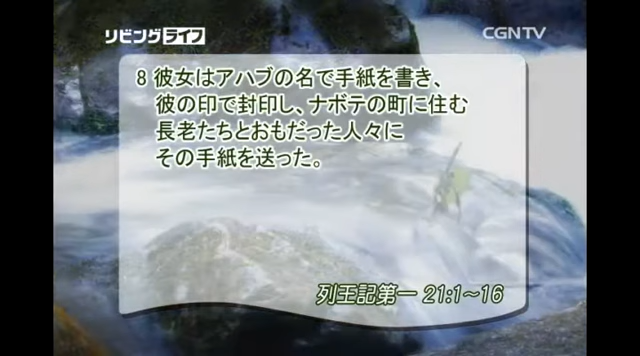 リビングライフ
CGNTV
8 彼女はアハブの名で手紙を書き、
彼の印で封印し、ナボテの町に住む
長老たちとおもだった人々に
その手紙を送った。
列王記第一 21:1～16